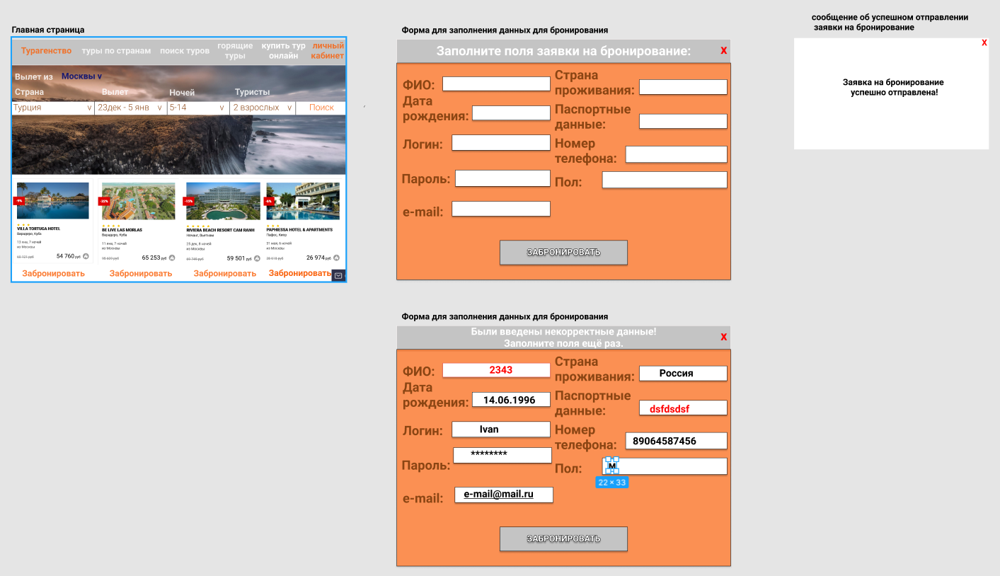 Главная страница
Турагенство туры по странам поиск туров горящие туры купить тур онлайн личный кабинет
Вылет из Москвы v
Страна Вылет Ночей Туристы
Турция v 23дек - 5 янв v 5-14 v 2 взрослых v Поиск
-9%
VILLA TORTUGA HOTEL
Варадеро, Куба
13 янв, 7 ночей
из Москвы
54 760 руб
Забронировать
-33%
BE LIVE LAS MORLAS
Варадеро, Куба
11 янв, 7 ночей
из Москвы
65 253 руб
Забронировать
-15%
RIVIERA BEACH RESORT CAM RANH
Нячанг, Вьетнам
25 дек, 8 ночей
из Москвы
59 501 руб
Забронировать
-6%
PAPHIESSA HOTEL & APARTMENTS
Пафос, Кипр
31 мая, 6 ночей
из Москвы
26 974 руб
Забронировать
Форма для заполнения данных для бронирования
Заполните поля заявки на бронирование:
X
ФИО:
Дата
рождения:
Логин:
Пароль:
e-mail:
Страна
проживания:
Паспортные
данные:
Номер
телефона:
Пол:
ЗАБРОНИРОВАТЬ
сообщение об успешном отправлении
заявки на бронирование
X
Заявка на бронирование
успешно отправлена!
Форма для заполнения данных для бронирования
Были введены некорректные данные!
Заполните поля ещё раз.
X
ФИО: 2343
Дата
рождения: 14.06.1996
Логин: Ivan
Пароль: ********
e-mail: e-mail@mail.ru
Страна
проживания: Россия
Паспортные
данные: dsfdsdsf
Номер
телефона: 89064587456
Пол: м
22 × 33
ЗАБРОНИРОВАТЬ